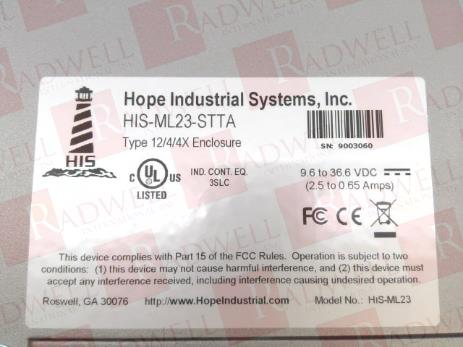 Hope Industrial Systems, Inc.
HIS-ML23-STTA
Type 12/4/4X Enclosure
SN: 9003060
HIS
C UL US
LISTED
IND. CONT. EQ.
3SLC
9.6 to 36.6 VDC
(2.5 to 0.65 Amps)
FC CE
This device complies with Part 15 of the FCC Rules. Operation is subject to two
conditions: (1) this device may not cause harmful interference, and (2) this device must
accept any interference received, including interference causing undesired operation.
Roswell, GA 30076 http://www.HopeIndustrial.com Model No.: HIS-ML23
RADWELL